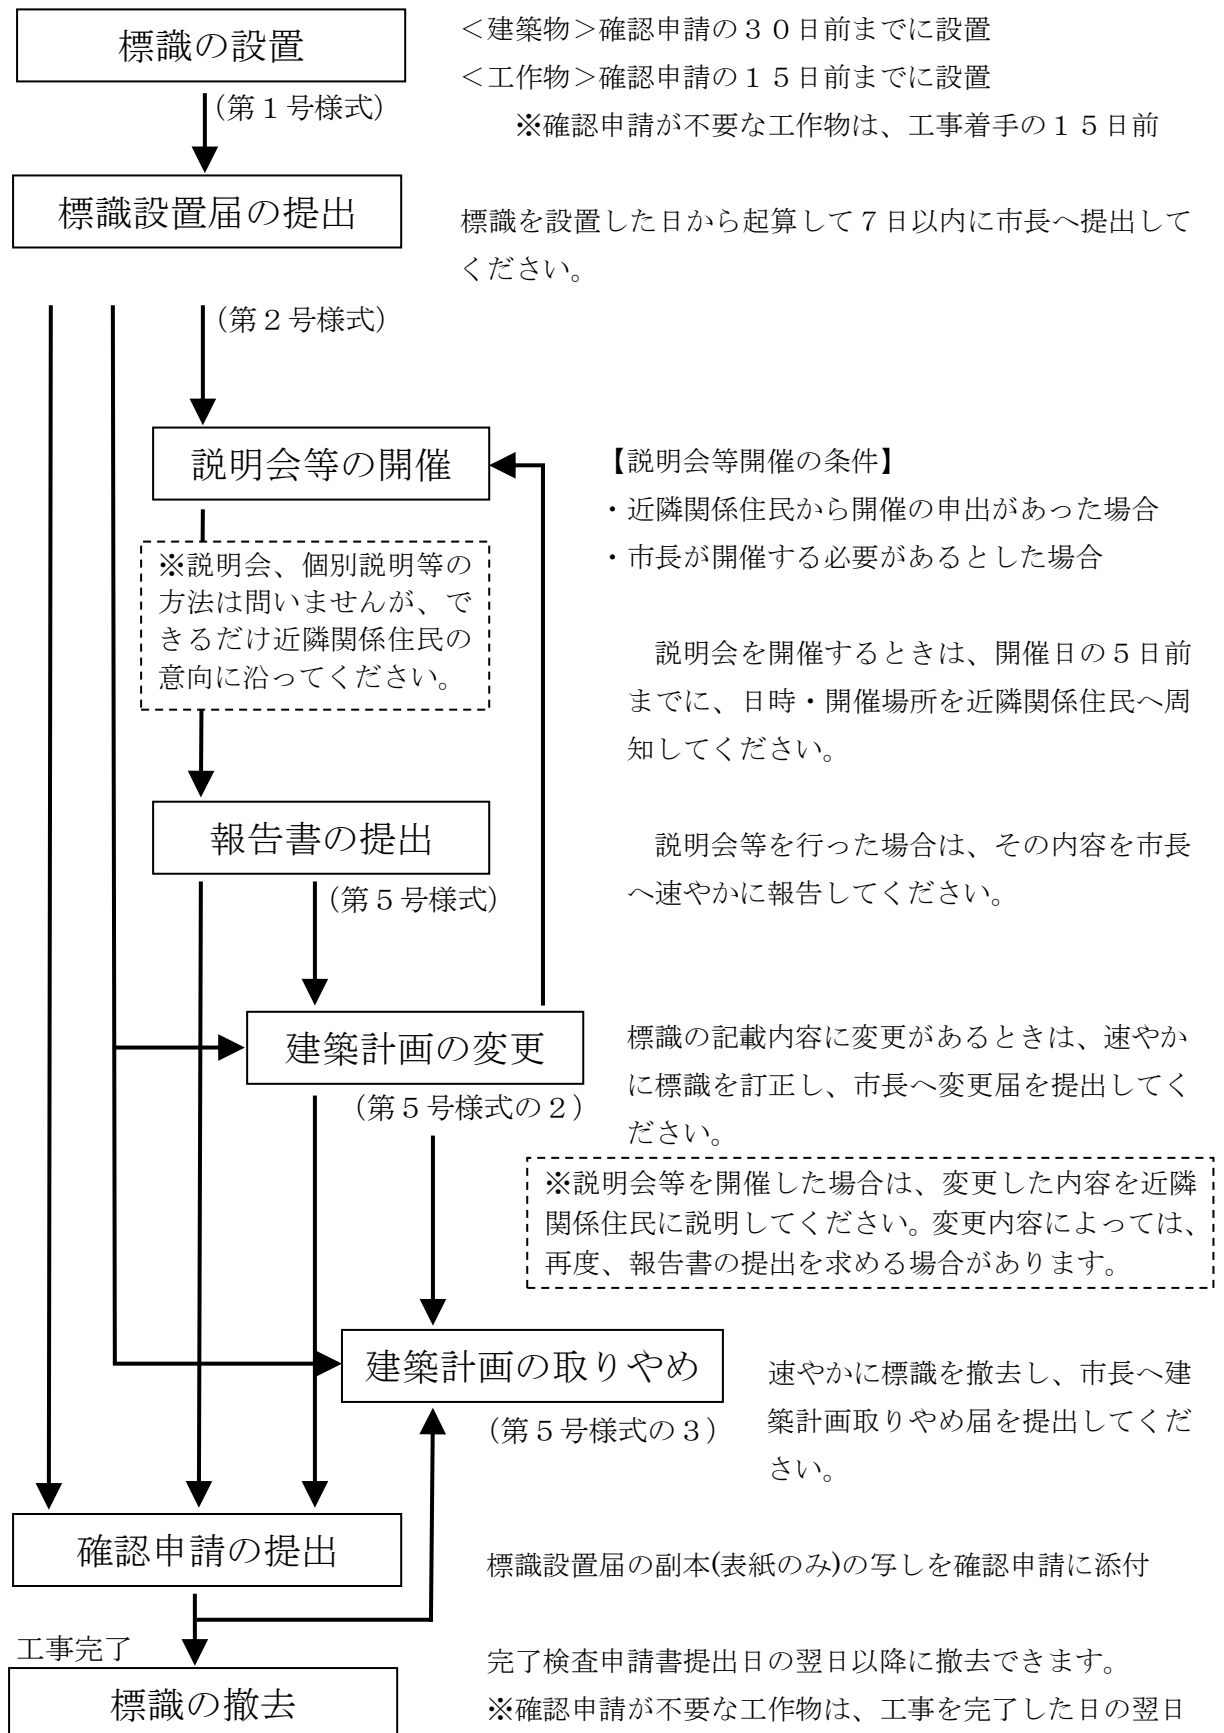 標識の設置
＜建築物＞確認申請の３０日前までに設置
＜工作物＞確認申請の１５日前までに設置
※確認申請が不要な工作物は、工事着手の１５日前
(第１号様式)
標識設置届の提出
標識を設置した日から起算して７日以内に市長へ提出して
ください。
(第２号様式)
説明会等の開催
【説明会等開催の条件】
・近隣関係住民から開催の申出があった場合
・市長が開催する必要があるとした場合
※説明会、個別説明等の
方法は問いませんが、で
きるだけ近隣関係住民の
意向に沿ってください。
説明会を開催するときは、開催日の５日前
までに、日時・開催場所を近隣関係住民へ周
知してください。
報告書の提出
(第５号様式)
説明会等を行った場合は、その内容を市長
へ速やかに報告してください。
建築計画の変更
(第５号様式の２)
標識の記載内容に変更があるときは、速やか
に標識を訂正し、市長へ変更届を提出してく
ださい。
※説明会等を開催した場合は、変更した内容を近隣
関係住民に説明してください。変更内容によっては、
再度、報告書の提出を求める場合があります。
建築計画の取りやめ
(第５号様式の３)
速やかに標識を撤去し、市長へ建
築計画取りやめ届を提出してくだ
さい。
確認申請の提出
標識設置届の副本(表紙のみ)の写しを確認申請に添付
工事完了
標識の撤去
完了検査申請書提出日の翌日以降に撤去できます。
※確認申請が不要な工作物は、工事を完了した日の翌日